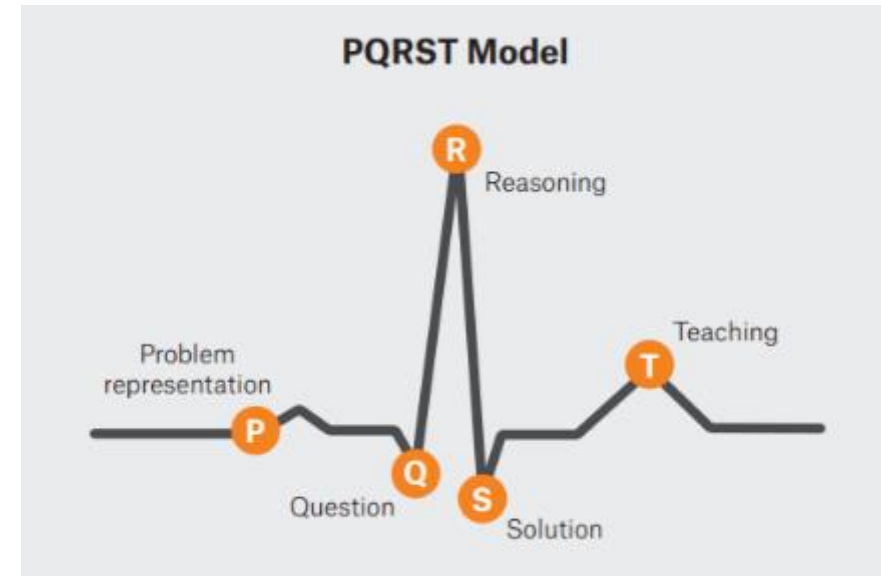 PQRST Model
R
Reasoning
Problem
representation
P
Q
Question
S
Solution
Teaching
T